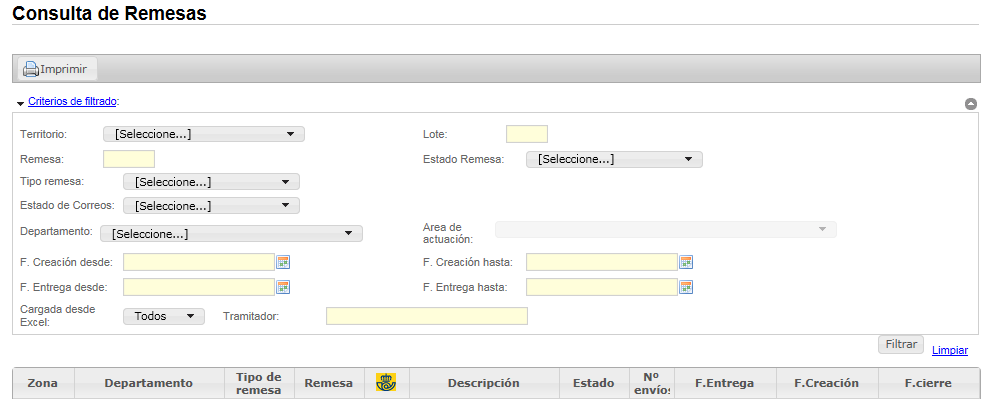 Consulta de Remesas
Imprimir
Criterios de filtrado:
Territorio: [Seleccione...] Lote:
Remesa: Estado Remesa: [Seleccione...]
Tipo remesa: [Seleccione...]
Estado de Correos: [Seleccione...]
Departamento: [Seleccione...] Area de
actuación:
F. Creación desde: F. Creación hasta:
F. Entrega desde: F. Entrega hasta:
Cargada desde
Excel: Todos Tramitador:
Filtrar Limpiar
Zona Departamento Tipo de
remesa Remesa Descripción Estado Nº
envíos F.Entrega F.Creación F.cierre